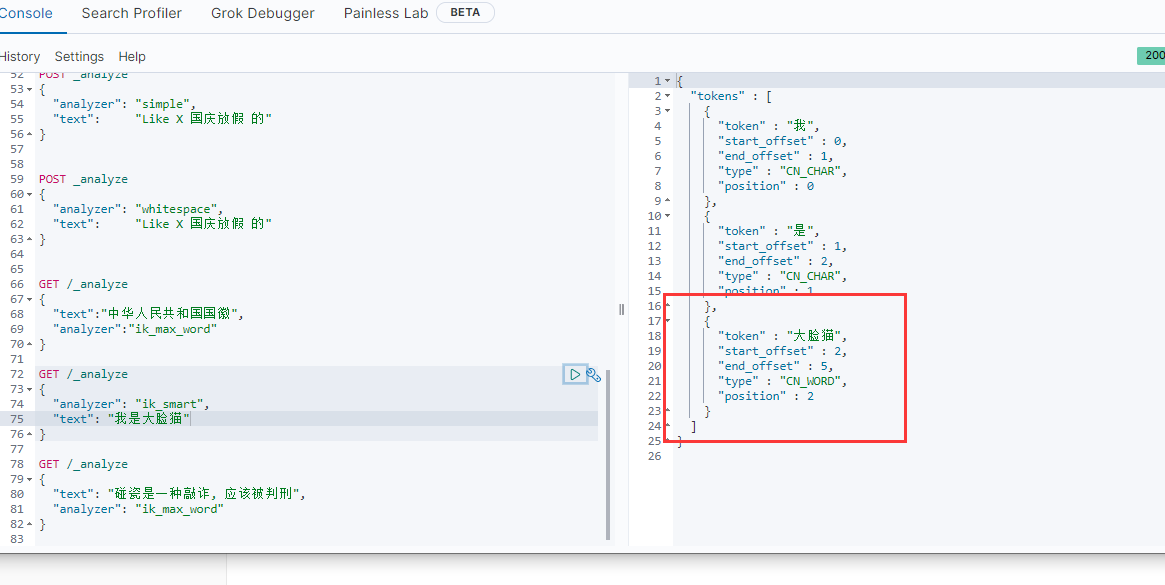 Console Search Profiler Grok Debugger Painless Lab BETA
History Settings Help
200
52 POST _analyze
53 {
54 "analyzer": "simple",
55 "text": "Like X 国庆放假 的"
56 }
57
58
59 POST _analyze
60 {
61 "analyzer": "whitespace",
62 "text": "Like X 国庆放假 的"
63 }
64
65
66 GET /_analyze
67 {
68 "text":"中华人民共和国国徽",
69 "analyzer":"ik_max_word"
70 }
71
72 GET /_analyze
73 {
74 "analyzer": "ik_smart",
75 "text": "我是大脸猫"
76 }
77
78 GET /_analyze
79 {
80 "text": "碰瓷是一种敲诈, 应该被判刑",
81 "analyzer": "ik_max_word"
82 }
83
1 {
2 "tokens" : [
3 {
4 "token" : "我",
5 "start_offset" : 0,
6 "end_offset" : 1,
7 "type" : "CN_CHAR",
8 "position" : 0
9 },
10 {
11 "token" : "是",
12 "start_offset" : 1,
13 "end_offset" : 2,
14 "type" : "CN_CHAR",
15 "position" : 1
16 },
17 {
18 "token" : "大脸猫",
19 "start_offset" : 2,
20 "end_offset" : 5,
21 "type" : "CN_WORD",
22 "position" : 2
23 }
24 ]
25 }
26